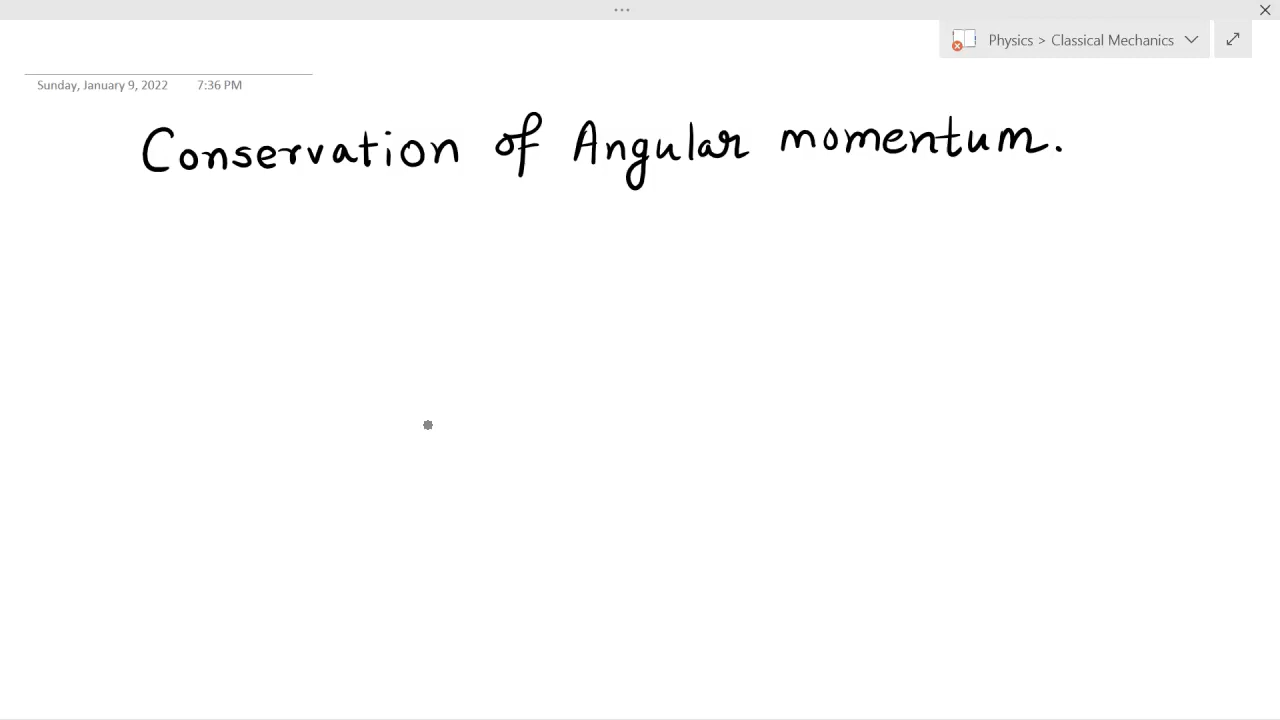 Physics > Classical Mechanics
Sunday, January 9, 2022 7:36 PM
Conservation of Angular momentum.